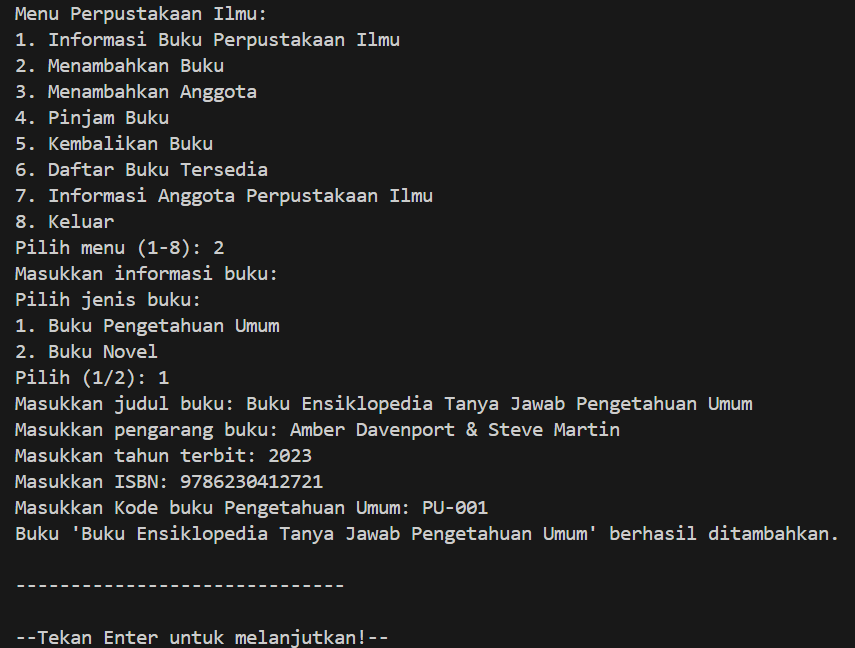 Menu Perpustakaan Ilmu:
1. Informasi Buku Perpustakaan Ilmu
2. Menambahkan Buku
3. Menambahkan Anggota
4. Pinjam Buku
5. Kembalikan Buku
6. Daftar Buku Tersedia
7. Informasi Anggota Perpustakaan Ilmu
8. Keluar
Pilih menu (1-8): 2
Masukkan informasi buku:
Pilih jenis buku:
1. Buku Pengetahuan Umum
2. Buku Novel
Pilih (1/2): 1
Masukkan judul buku: Buku Ensiklopedia Tanya Jawab Pengetahuan Umum
Masukkan pengarang buku: Amber Davenport & Steve Martin
Masukkan tahun terbit: 2023
Masukkan ISBN: 9786230412721
Masukkan Kode buku Pengetahuan Umum: PU-001
Buku 'Buku Ensiklopedia Tanya Jawab Pengetahuan Umum' berhasil ditambahkan.
------------------------------
--Tekan Enter untuk melanjutkan!--